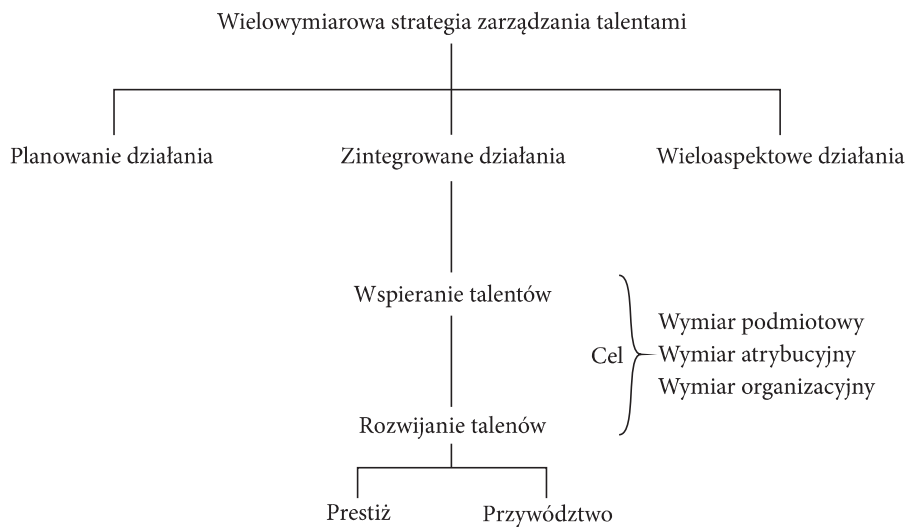 Wielowymiarowa strategia zarządzania talentami
Planowanie działania
Zintegrowane działania
Wieloaspektowe działania
Wspieranie talentów
Cel
Wymiar podmiotowy
Wymiar atrybucyjny
Wymiar organizacyjny
Rozwijanie talenów
Prestiż
Przywództwo